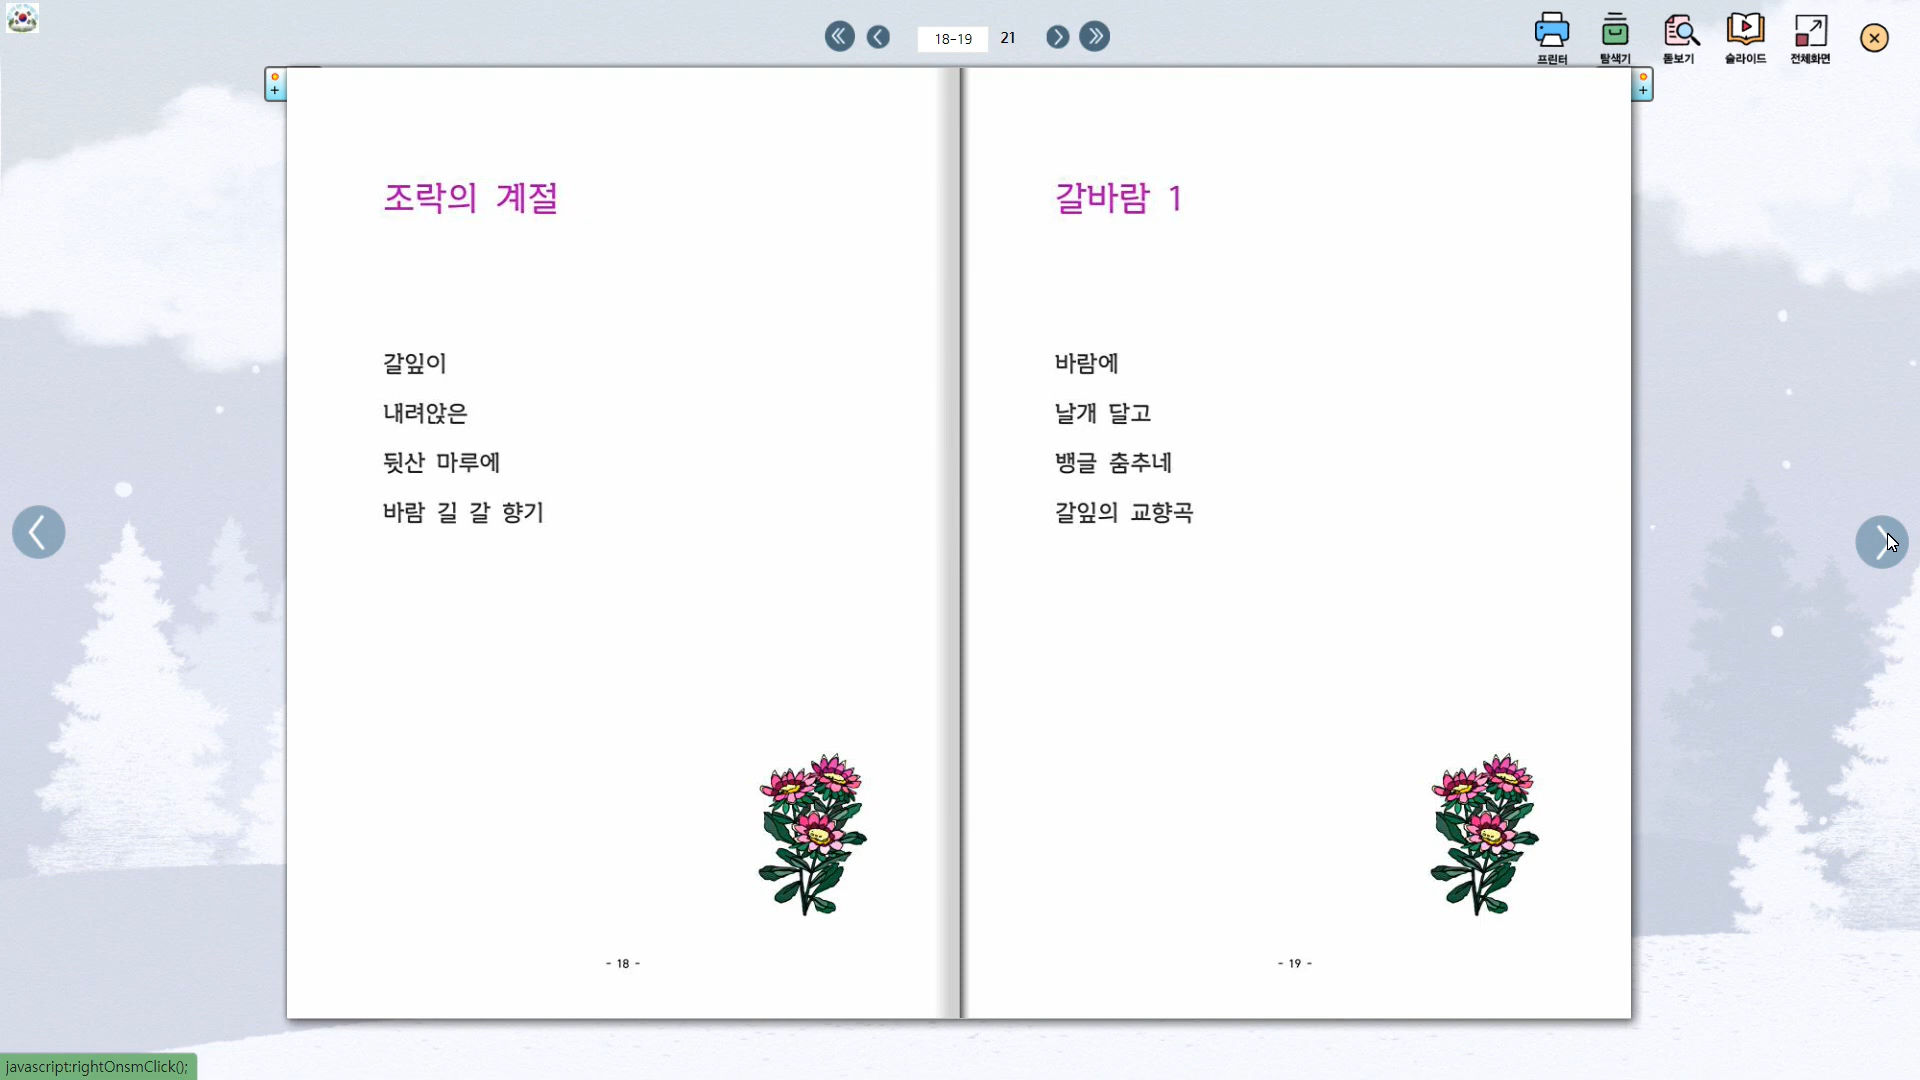 18-19 21
프린터 탐색기 돋보기 슬라이드 전체화면
조락의 계절
갈잎이
내려앉은
뒷산 마루에
바람 길 갈 향기
- 18 -
갈바람 1
바람에
날개 달고
뱅글 춤추네
갈잎의 교향곡
- 19 -
javascript:rightOnsmClick();